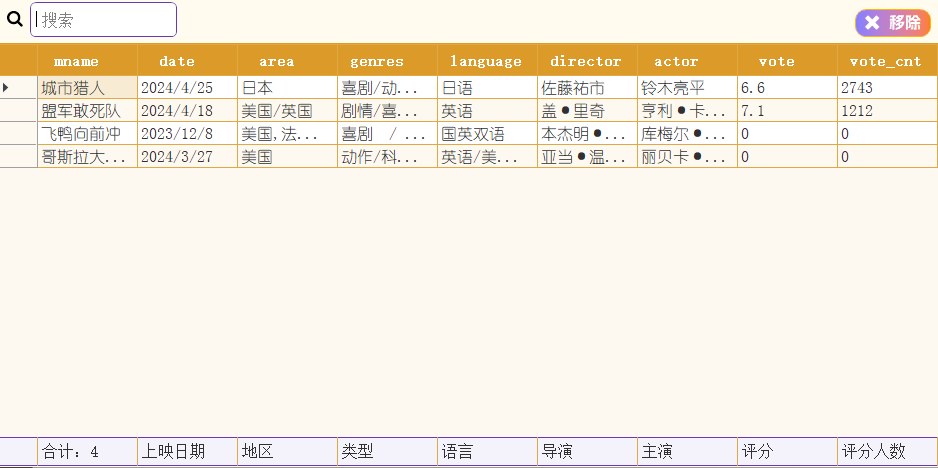 搜索 移除
mname date area genres language director actor vote vote_cnt
城市猎人 2024/4/25 日本 喜剧/动... 日语 佐藤祐市 铃木亮平 6.6 2743
盟军敢死队 2024/4/18 美国/英国 剧情/喜... 英语 盖●里奇 亨利●卡... 7.1 1212
飞鸭向前冲 2023/12/8 美国,法... 喜剧 / ... 国英双语 本杰明●... 库梅尔●... 0 0
哥斯拉大... 2024/3/27 美国 动作/科... 英语/美... 亚当●温... 丽贝卡●... 0 0
合计：4 上映日期 地区 类型 语言 导演 主演 评分 评分人数